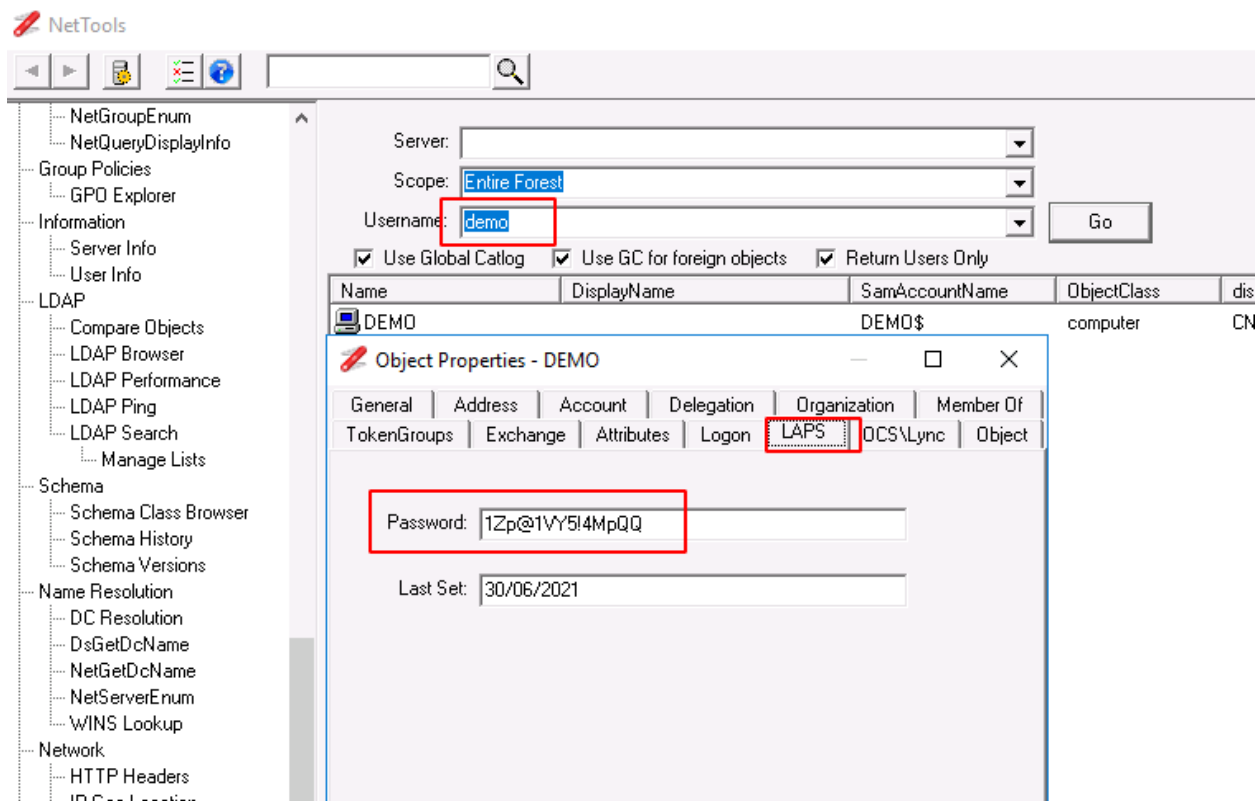 NetTools
NetGroupEnum
NetQueryDisplayInfo
Group Policies
GPO Explorer
Information
Server Info
User Info
LDAP
Compare Objects
LDAP Browser
LDAP Performance
LDAP Ping
LDAP Search
Manage Lists
Schema
Schema Class Browser
Schema History
Schema Versions
Name Resolution
DC Resolution
DsGetDcName
NetGetDcName
NetServerEnum
WINS Lookup
Network
HTTP Headers
Server:
Scope: Entire Forest
Username: demo Go
Use Global Catlog Use GC for foreign objects Return Users Only
Name DisplayName SamAccountName ObjectClass dis
DEMO DEMO$ computer CN
Object Properties - DEMO
General Address Account Delegation Organization Member Of
TokenGroups Exchange Attributes Logon LAPS OCS\Lync Object
Password: 1Zp@1VY5!4MpQQ
Last Set: 30/06/2021